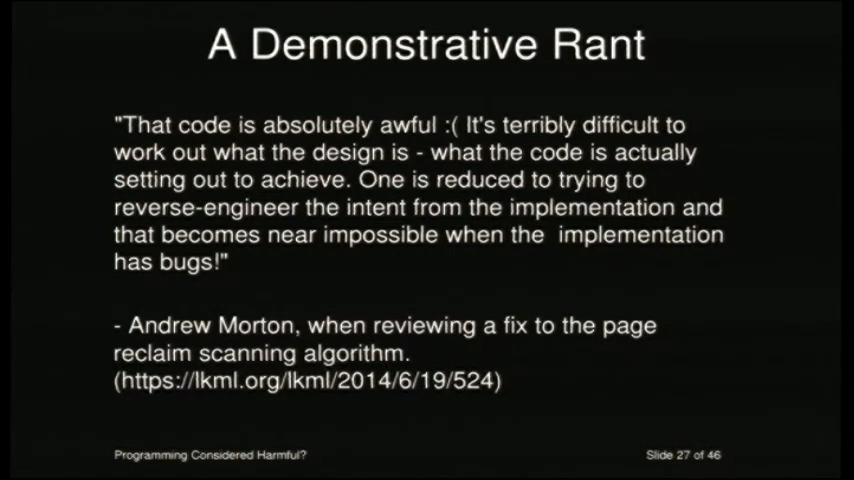 A Demonstrative Rant
"That code is absolutely awful :( It's terribly difficult to
work out what the design is - what the code is actually
setting out to achieve. One is reduced to trying to
reverse-engineer the intent from the implementation and
that becomes near impossible when the  implementation
has bugs!"
- Andrew Morton, when reviewing a fix to the page
reclaim scanning algorithm.
(https://lkml.org/lkml/2014/6/19/524)
Programming Considered Harmful?
Slide 27 of 46